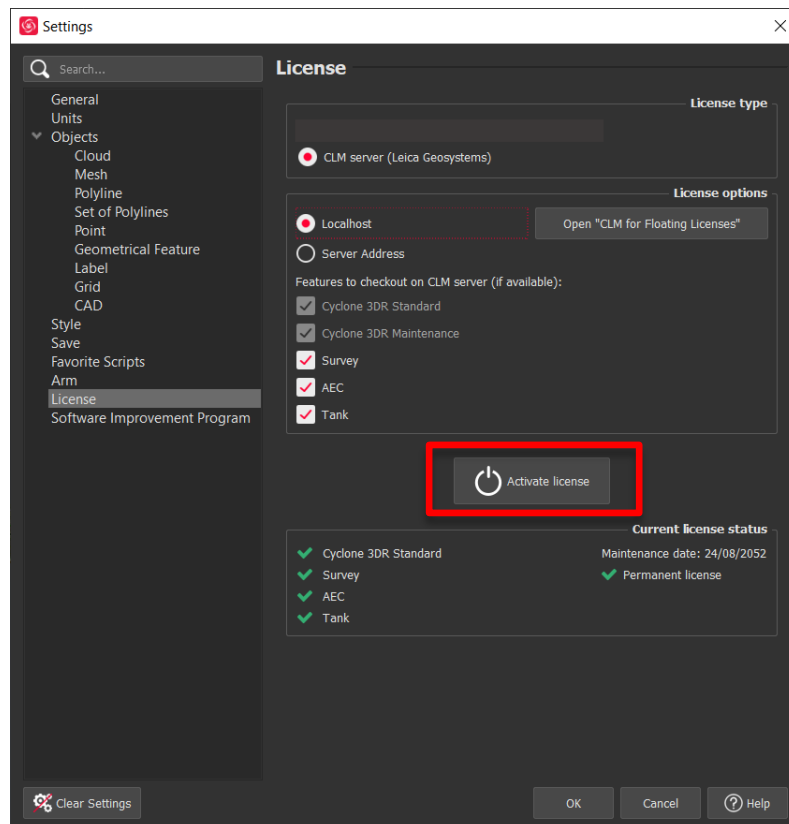 Settings
Search...
General
Units
Objects
Cloud
Mesh
Polyline
Set of Polylines
Point
Geometrical Feature
Label
Grid
CAD
Style
Save
Favorite Scripts
Arm
License
Software Improvement Program
License
License type
CLM server (Leica Geosystems)
License options
Localhost
Open "CLM for Floating Licenses"
Server Address
Features to checkout on CLM server (if available):
Cyclone 3DR Standard
Cyclone 3DR Maintenance
Survey
AEC
Tank
Activate license
Current license status
Cyclone 3DR Standard
Maintenance date: 24/08/2052
Survey
Permanent license
AEC
Tank
Clear Settings
OK
Cancel
? Help